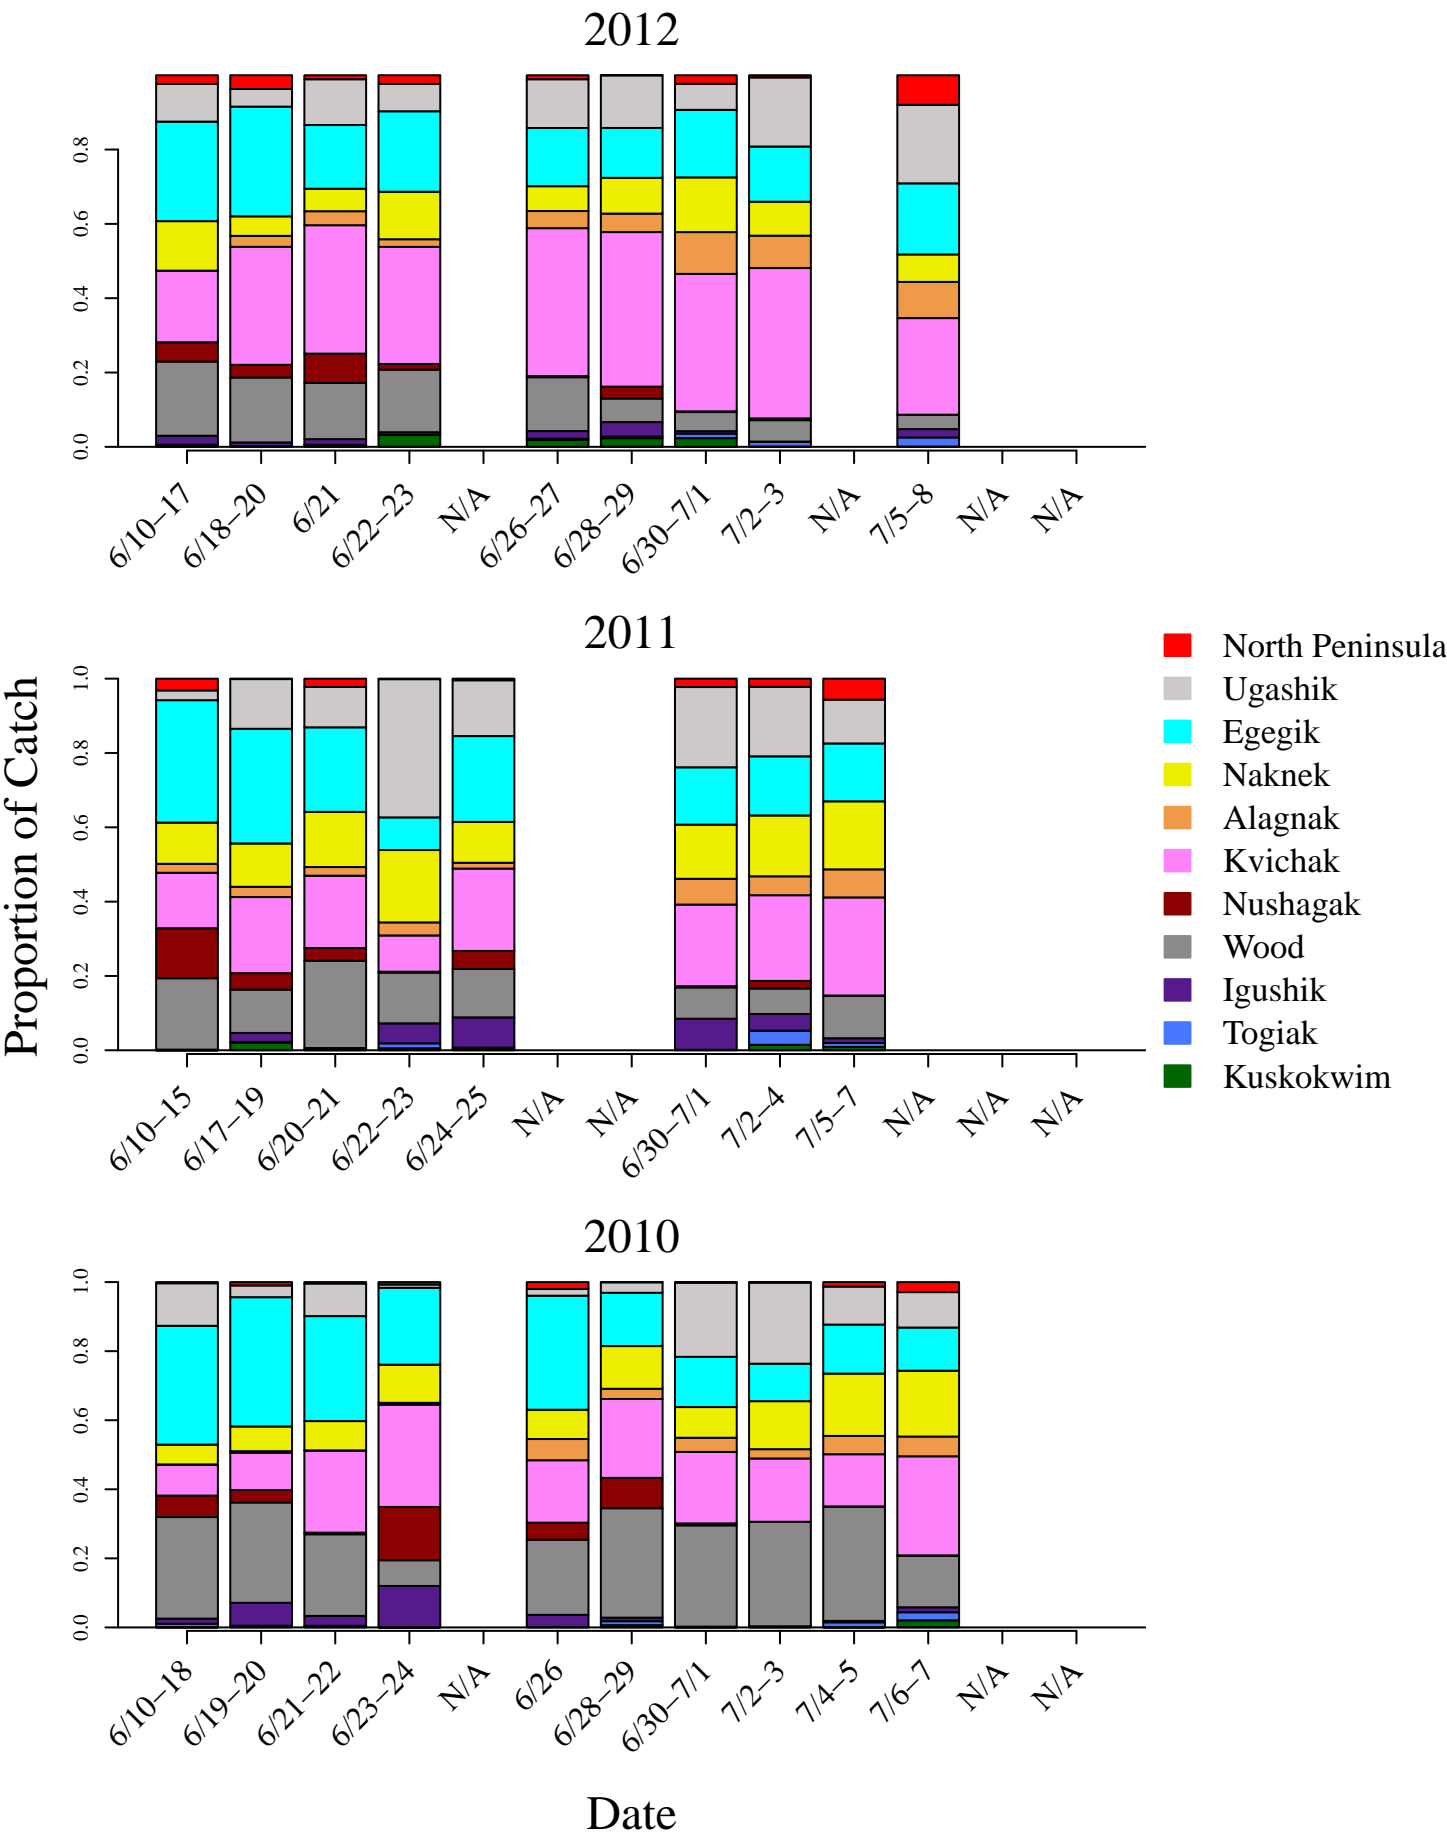 2012
0.0 0.2 0.4 0.6 0.8
6/10−17 6/18−20 6/21 6/22−23 N/A 6/26−27 6/28−29 6/30−7/1 7/2−3 N/A 7/5−8 N/A N/A
Proportion of Catch
2011
0.0 0.2 0.4 0.6 0.8 1.0
6/10−15 6/17−19 6/20−21 6/22−23 6/24−25 N/A N/A 6/30−7/1 7/2−4 7/5−7 N/A N/A N/A
North Peninsula
Ugashik
Egegik
Naknek
Alagnak
Kvichak
Nushagak
Wood
Igushik
Togiak
Kuskokwim
2010
0.0 0.2 0.4 0.6 0.8 1.0
6/10−18 6/19−20 6/21−22 6/23−24 N/A 6/26 6/28−29 6/30−7/1 7/2−3 7/4−5 7/6−7 N/A N/A
Date